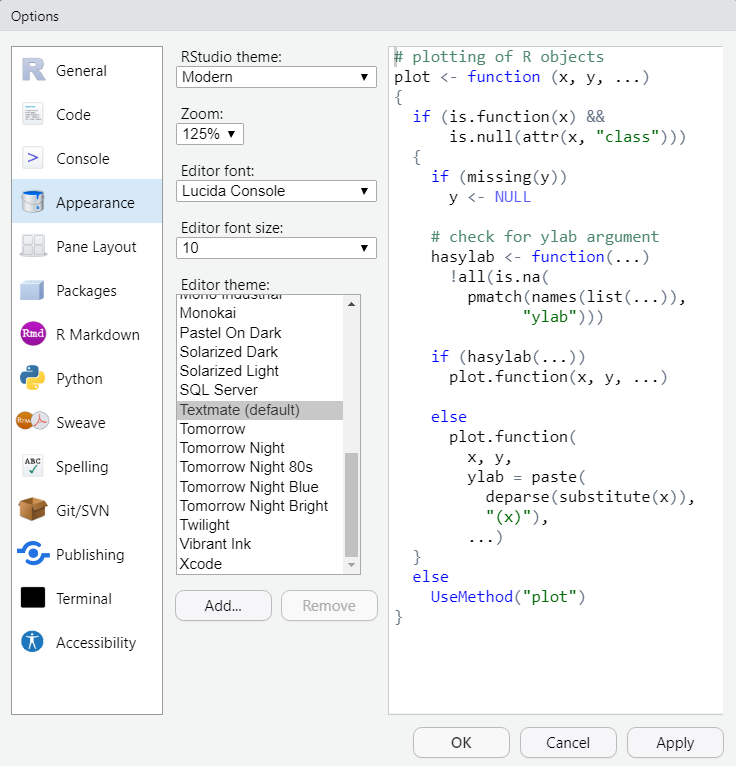 Options
General
Code
Console
Appearance
Pane Layout
Packages
Rmd R Markdown
Python
Sweave
ABC Spelling
Git/SVN
Publishing
Terminal
Accessibility
RStudio theme:
Modern
Zoom:
125%
Editor font:
Lucida Console
Editor font size:
10
Editor theme:
Mono Industrial
Monokai
Pastel On Dark
Solarized Dark
Solarized Light
SQL Server
Textmate (default)
Tomorrow
Tomorrow Night
Tomorrow Night 80s
Tomorrow Night Blue
Tomorrow Night Bright
Twilight
Vibrant Ink
Xcode
Add...
Remove
# plotting of R objects
plot <- function (x, y, ...)
{
  if (is.function(x) &&
      is.null(attr(x, "class")))
  {
    if (missing(y))
      y <- NULL
    # check for ylab argument
    hasylab <- function(...)
      !all(is.na(
        pmatch(names(list(...)),
              "ylab")))
    if (hasylab(...))
      plot.function(x, y, ...)
    else
      plot.function(
        x, y,
        ylab = paste(
          deparse(substitute(x)),
          "(x)"),
        ...)
  }
  else
    UseMethod("plot")
}
OK
Cancel
Apply